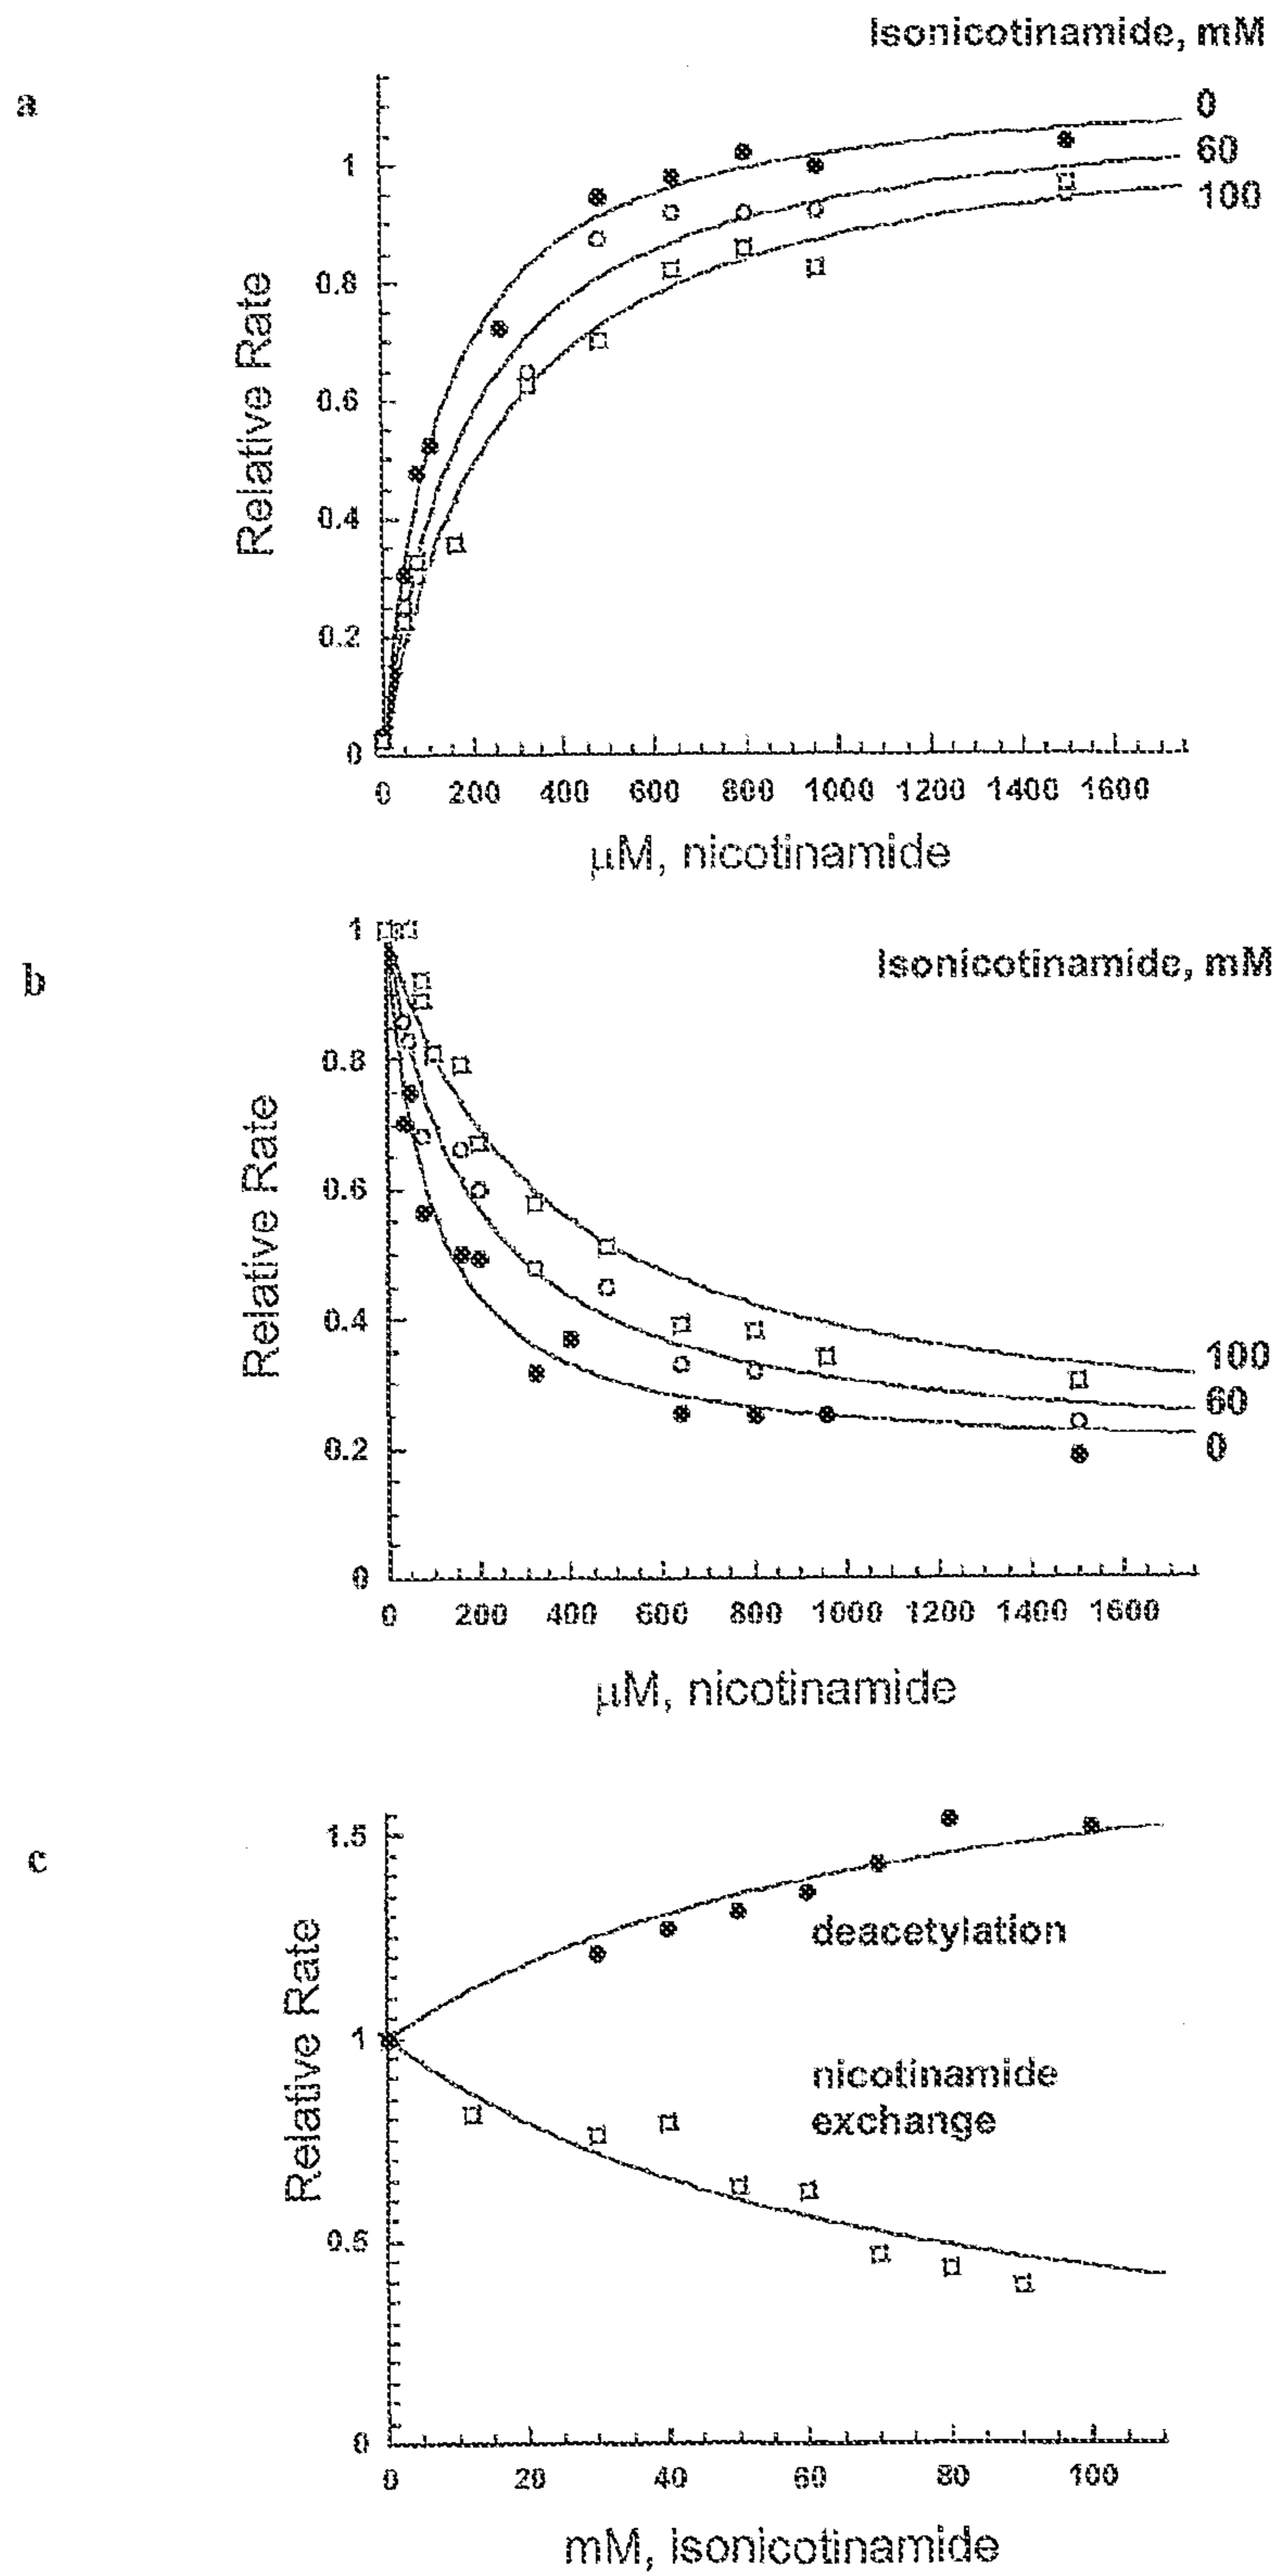 Isonicotinamide, mM
a
0
60
100
1
0.8
0.6
0.4
0.2
0
Relative Rate
0 200 400 600 800 1000 1200 1400 1600
µM, nicotinamide
b
Isonicotinamide, mM
1
0.8
0.6
0.4
0.2
0
Relative Rate
100
60
0
0 200 400 600 800 1000 1200 1400 1600
µM, nicotinamide
c
1.5
1
0.5
0
Relative Rate
deacetylation
nicotinamide
exchange
0 20 40 60 80 100
mM, isonicotinamide